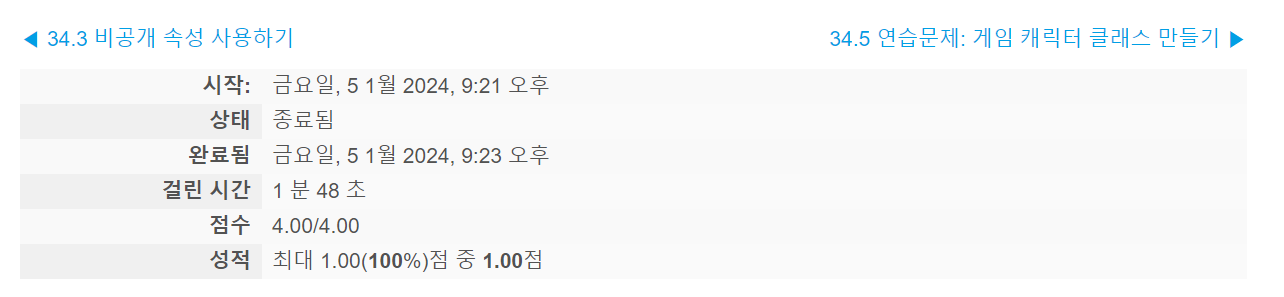 ◀ 34.3 비공개 속성 사용하기
34.5 연습문제: 게임 캐릭터 클래스 만들기 ▶
시작: 금요일, 5 1월 2024, 9:21 오후
상태 종료됨
완료됨 금요일, 5 1월 2024, 9:23 오후
걸린 시간 1 분 48 초
점수 4.00/4.00
성적 최대 1.00(100%)점 중 1.00점